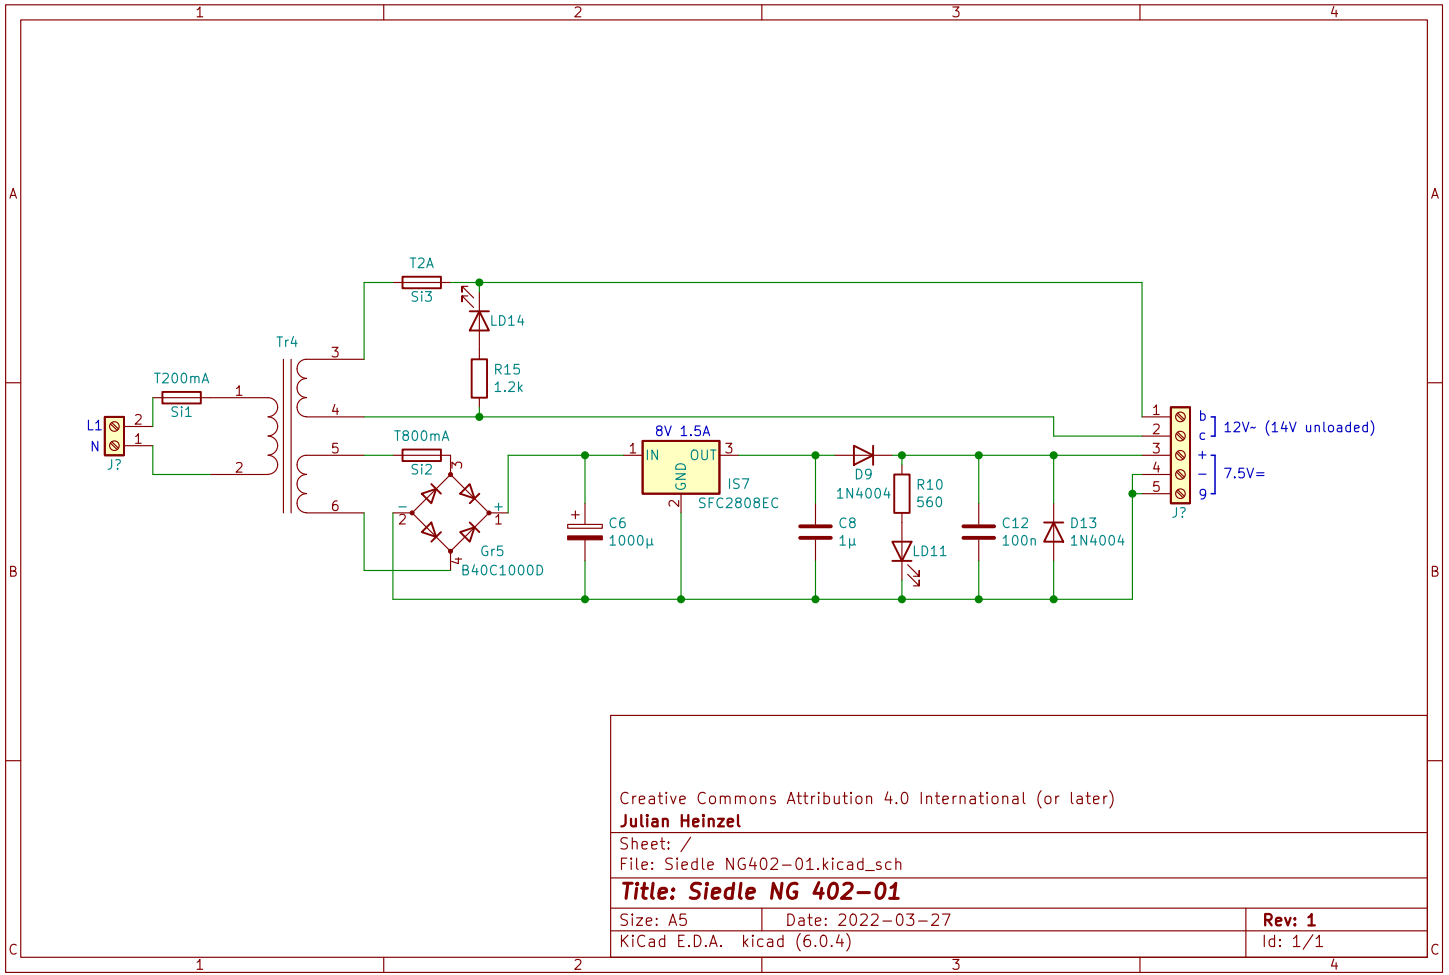 1 2 3 4
A A
T2A
Si3
LD14
Tr4
3
R15
1.2k
T200mA
1
Si1
4
L1 2
N 1
J?
2
T800mA
5
Si2
3
6
− +
2 1
4
Gr5
B40C1000D
+
C6
1000µ
8V 1.5A
1 IN OUT 3
GND
2
IS7
SFC2808EC
D9
1N4004
C8
1µ
R10
560
LD11
C12
100n
D13
1N4004
1 b
2 c
3 +
4 −
5 g
J?
12V~ (14V unloaded)
7.5V=
B B
Creative Commons Attribution 4.0 International (or later)
Julian Heinzel
Sheet: /
File: Siedle NG402-01.kicad_sch
Title: Siedle NG 402-01
Size: A5 Date: 2022-03-27 Rev: 1
KiCad E.D.A. kicad (6.0.4) Id: 1/1
C C
1 2 3 4